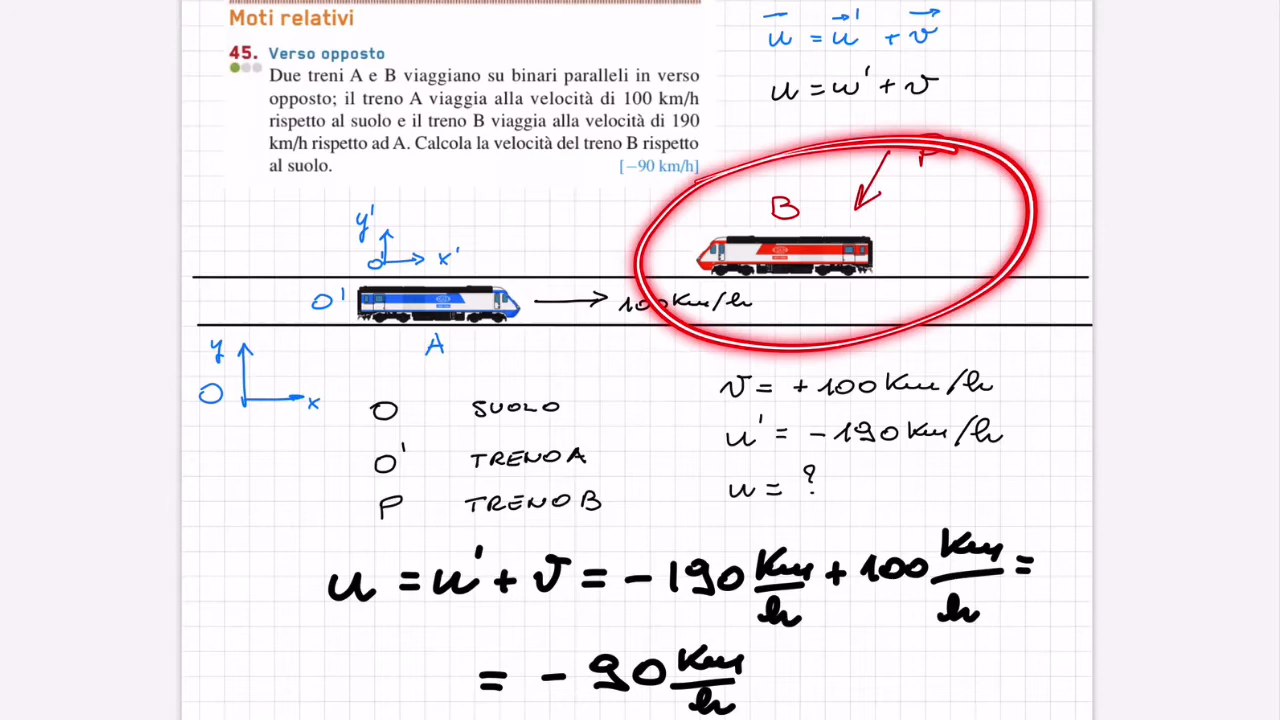 Moti relativi
45. Verso opposto
Due treni A e B viaggiano su binari paralleli in verso
opposto; il treno A viaggia alla velocità di 100 km/h
rispetto al suolo e il treno B viaggia alla velocità di 190
km/h rispetto ad A. Calcola la velocità del treno B rispetto
al suolo. [−90 km/h]
u = u' + v
u = u' + v
P
B
y'
O' x'
O'
100 Km/h
A
y
O x
O SUOLO
O' TRENO A
P TRENO B
v = + 100 Km/h
u' = - 190 Km/h
u = ?
u = u' + v = - 190 Km/h + 100 Km/h =
= - 90 Km/h